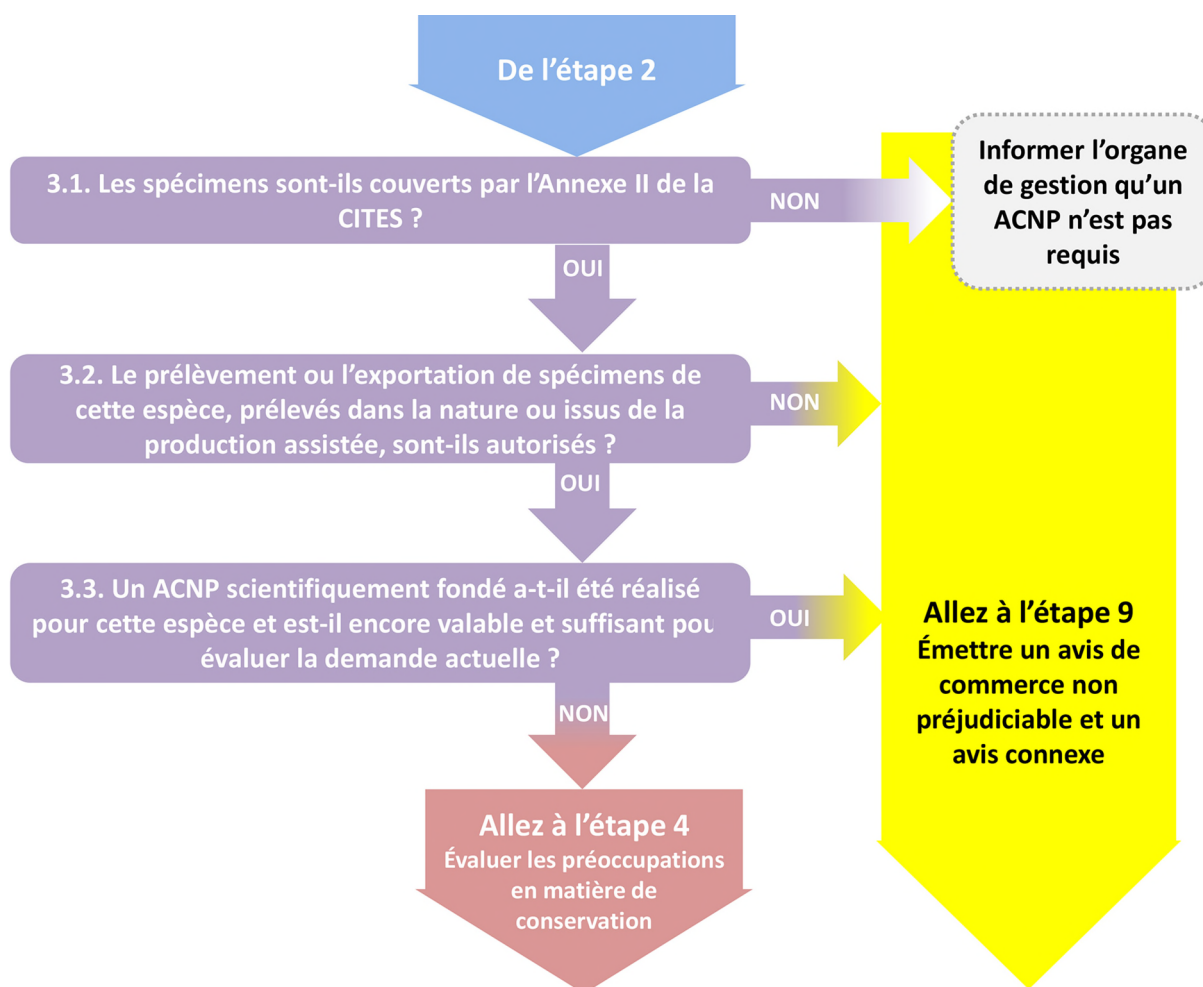 De l'étape 2
3.1. Les spécimens sont-ils couverts par l'Annexe II de la
CITES ?
NON
Informer l'organe
de gestion qu'un
ACNP n'est pas
requis
OUI
3.2. Le prélèvement ou l'exportation de spécimens de
cette espèce, prélevés dans la nature ou issus de la
production assistée, sont-ils autorisés ?
NON
OUI
3.3. Un ACNP scientifiquement fondé a-t-il été réalisé
pour cette espèce et est-il encore valable et suffisant pou
évaluer la demande actuelle ?
OUI
NON
Allez à l'étape 9
Émettre un avis de
commerce non
préjudiciable et un
avis connexe
Allez à l'étape 4
Évaluer les préoccupations
en matière de
conservation